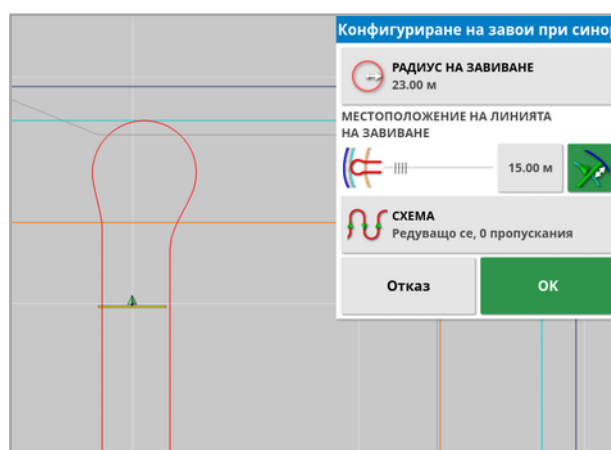 Конфигуриране на завои при синор
РАДИУС НА ЗАВИВАНЕ
23.00 м
МЕСТОПОЛОЖЕНИЕ НА ЛИНИЯТА
НА ЗАВИВАНЕ
15.00 м
СХЕМА
Редуващо се, 0 пропускания
Отказ
OK